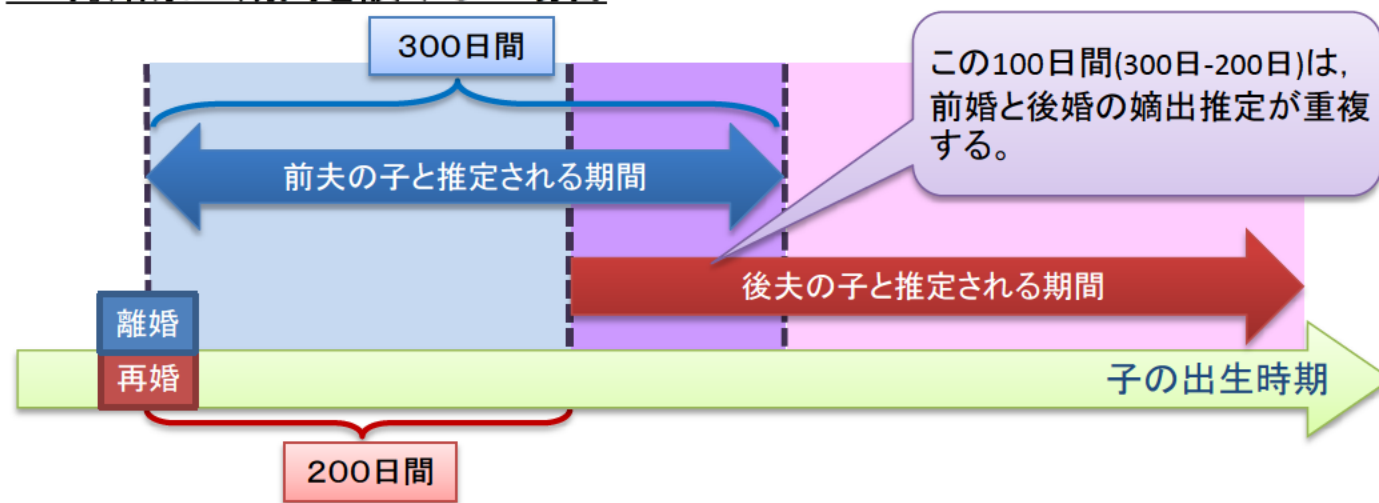 300日間
この100日間(300日-200日)は,
前婚と後婚の嫡出推定が重複
する。
前夫の子と推定される期間
後夫の子と推定される期間
離婚
再婚
子の出生時期
200日間